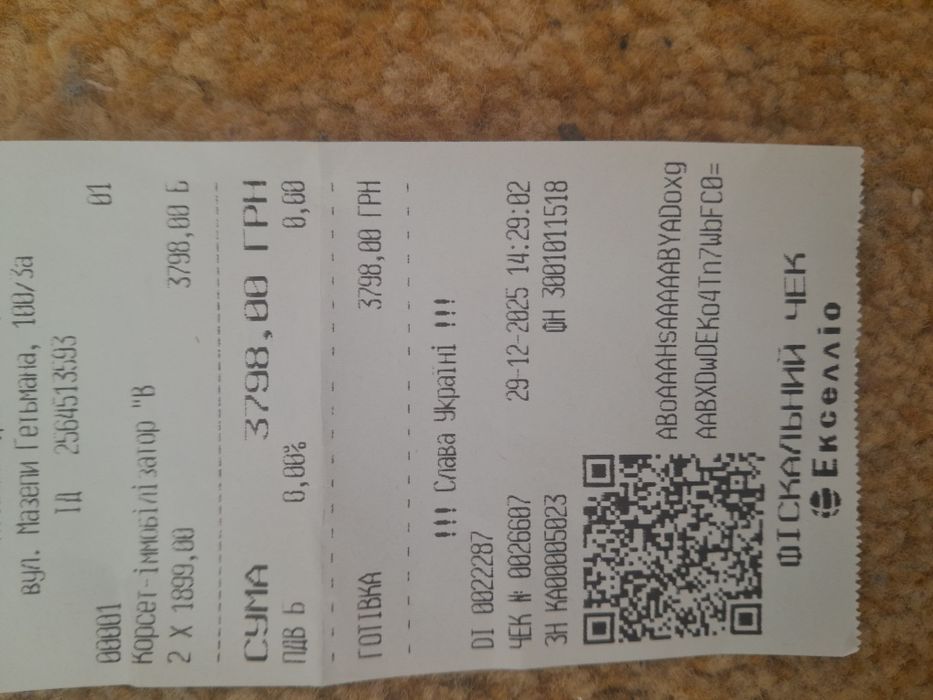 вул. Мазепи Гетьмана, 100/3а
ІД 2564513593
00001 01
Корсет-іммобілізатор "В
2 X 1899,00 3798,00 Б
СУМА 3798,00 ГРН
ПДВ Б 0,00% 0,00
ГОТІВКА 3798,00 ГРН
!!! Слава Україні !!!
DI 0022287
ЧЕК № 0026607 29-12-2025 14:29:02
ЗН КА00005023 ФН 3001011518
ABoAAAHsAAAAABYADoxg
AABXDwDEKo4Tn7WbFC0=
ФІСКАЛЬНИЙ ЧЕК
Екселліо